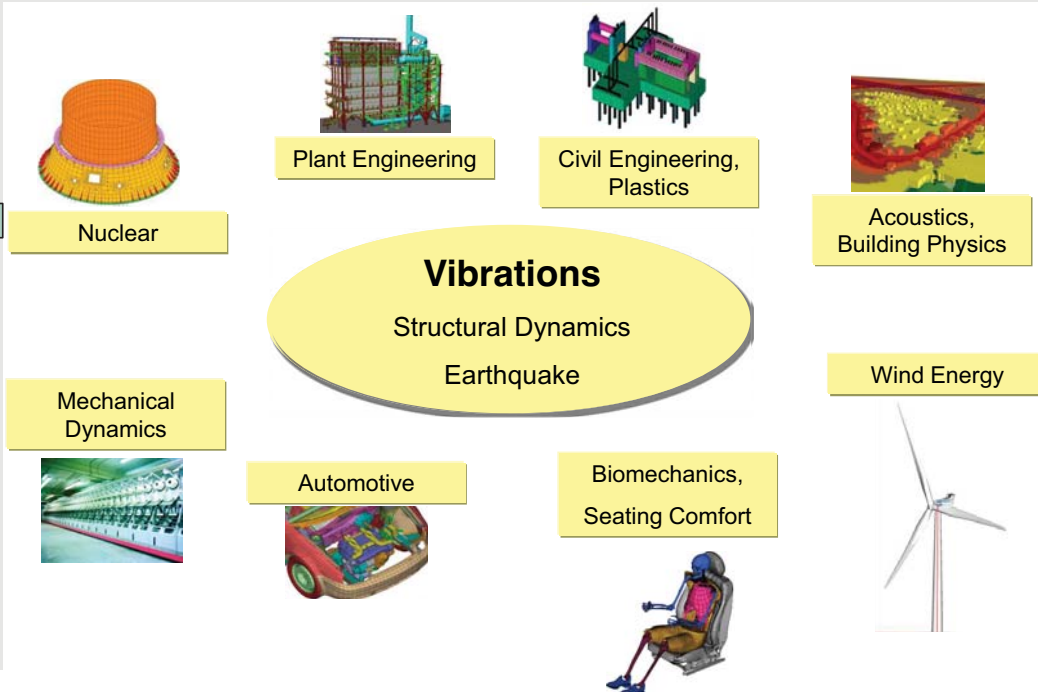 Plant Engineering
Civil Engineering,
Plastics
Nuclear
Acoustics,
Building Physics
Vibrations
Structural Dynamics
Earthquake
Wind Energy
Mechanical
Dynamics
Automotive
Biomechanics,
Seating Comfort